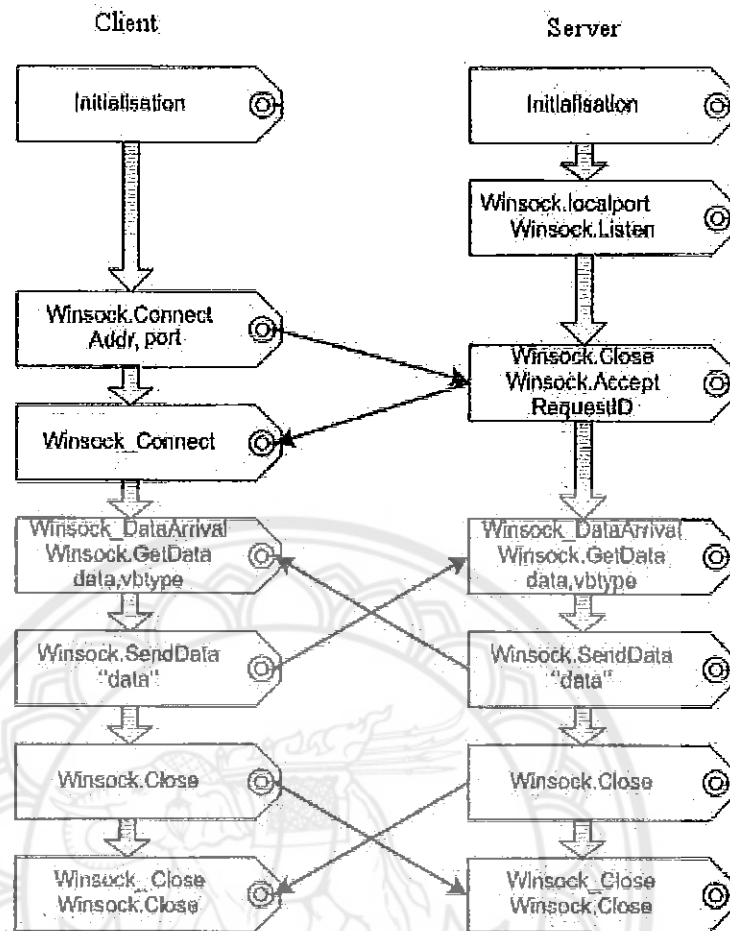 Client
Server
Initialisation
Initialisation
Winsock.localport
Winsock.Listen
Winsock.Connect
Addr, port
Winsock.Close
Winsock.Accept
RequestID
Winsock_Connect
Winsock_DataArrival
Winsock.GetData
data,vbtype
Winsock_DataArrival
Winsock.GetData
data,vbtype
Winsock.SendData
"data"
Winsock.SendData
"data"
Winsock.Close
Winsock.Close
Winsock_Close
Winsock.Close
Winsock_Close
Winsock.Close